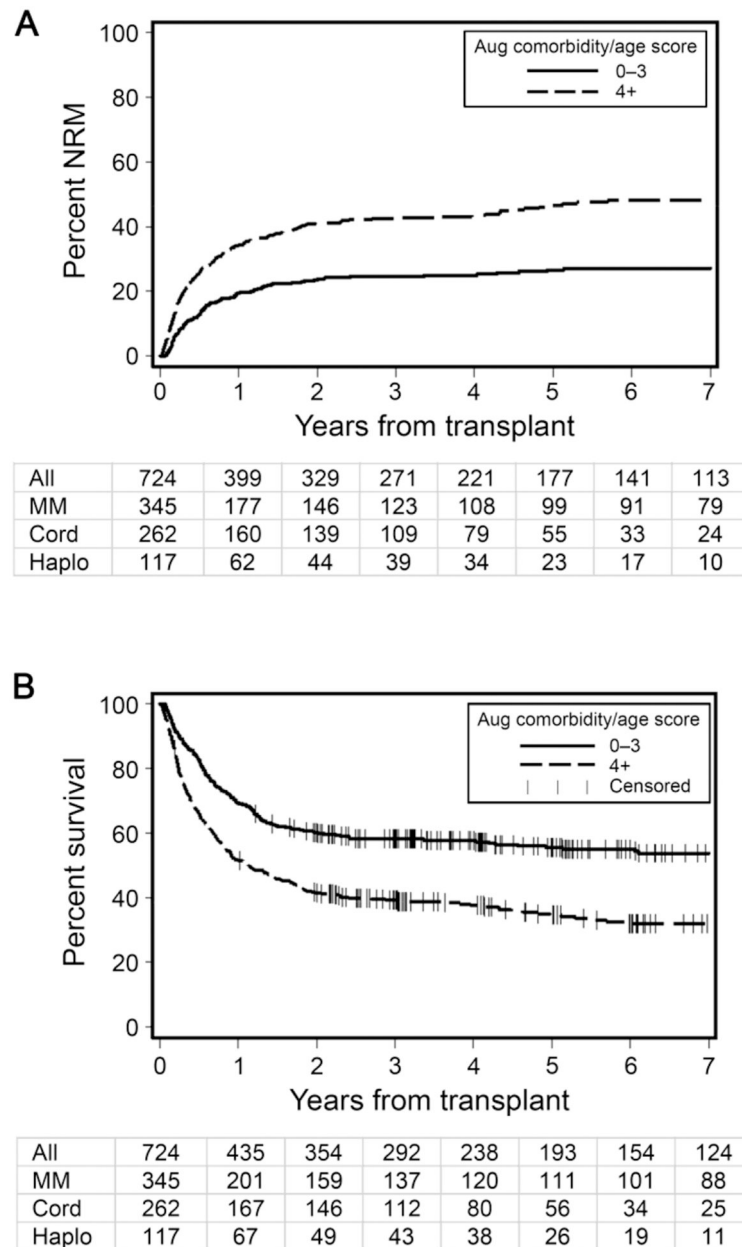 A
Percent NRM
100
80
60
40
20
0
Aug comorbidity/age score
0–3
4+
0 1 2 3 4 5 6 7
Years from transplant
All 724 399 329 271 221 177 141 113
MM 345 177 146 123 108 99 91 79
Cord 262 160 139 109 79 55 33 24
Haplo 117 62 44 39 34 23 17 10
B
Percent survival
100
80
60
40
20
0
Aug comorbidity/age score
0–3
4+
Censored
0 1 2 3 4 5 6 7
Years from transplant
All 724 435 354 292 238 193 154 124
MM 345 201 159 137 120 111 101 88
Cord 262 167 146 112 80 56 34 25
Haplo 117 67 49 43 38 26 19 11